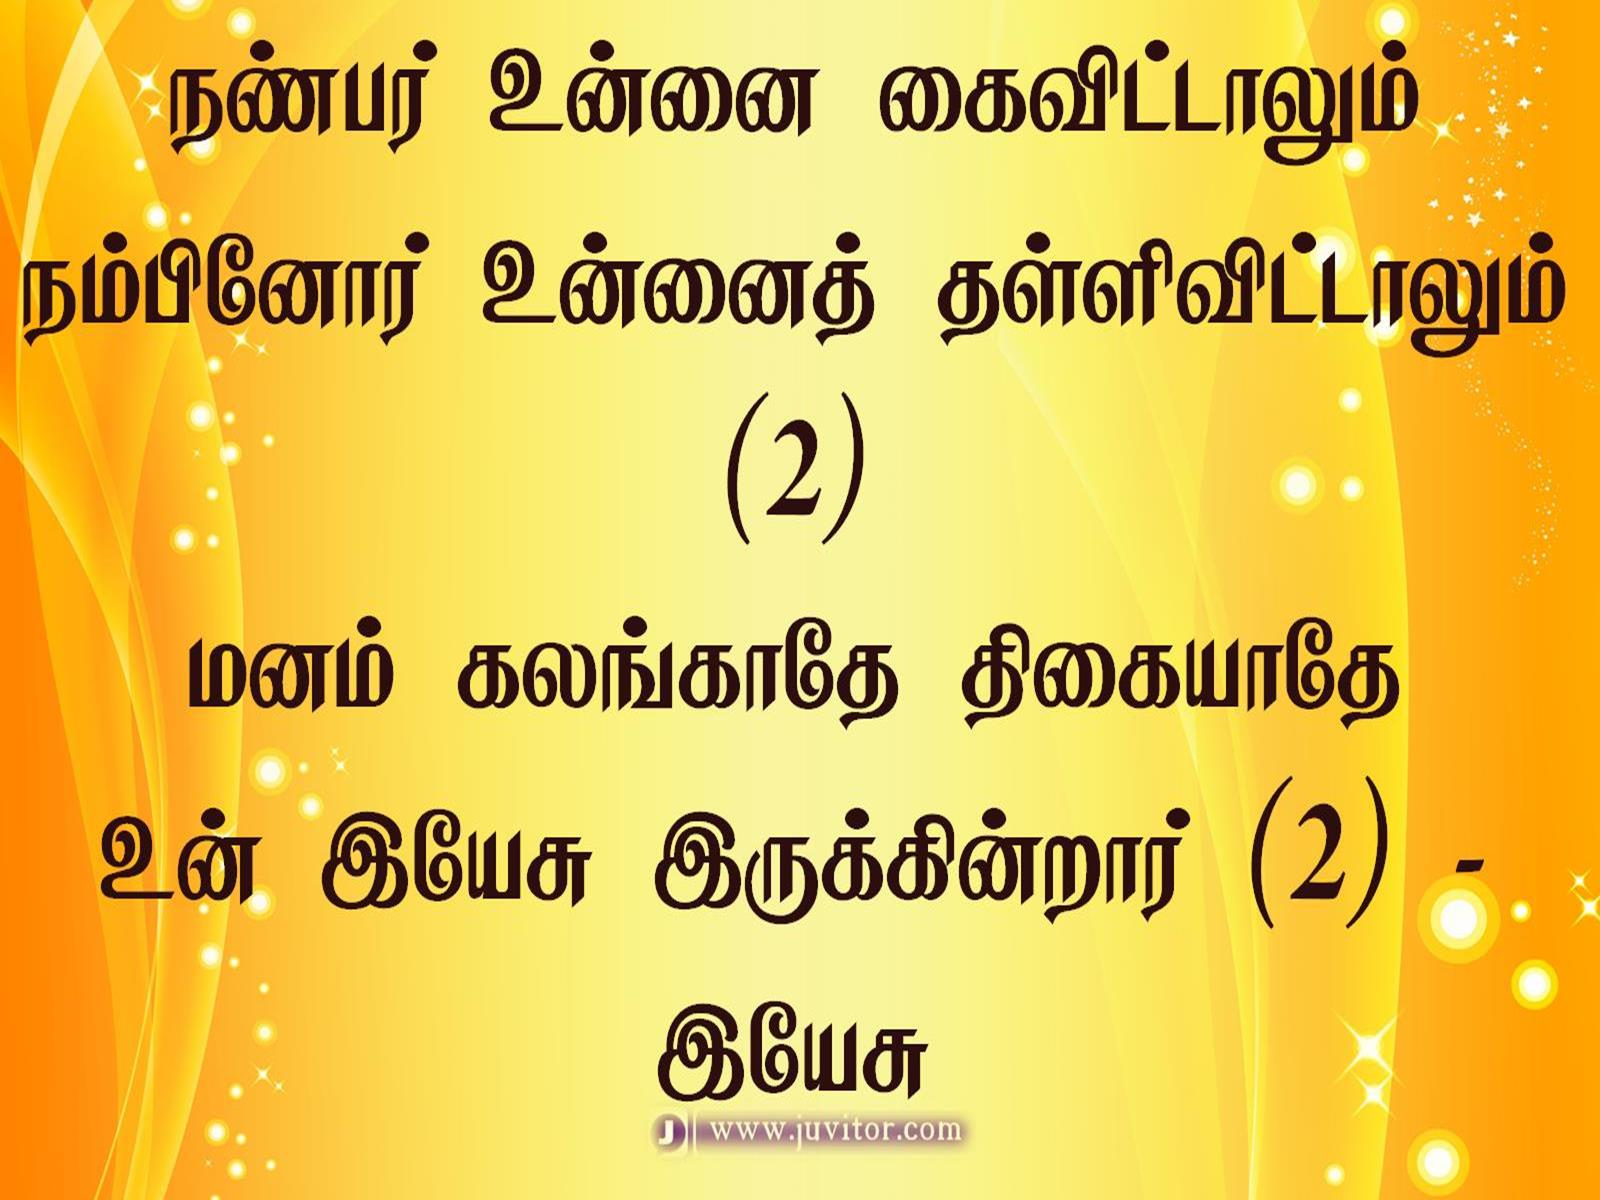 நண்பர் உன்னை கைவிட்டாலும்
நம்பினோர் உன்னைத் தள்ளிவிட்டாலும்
(2)
மனம் கலங்காதே திகையாதே
உன் இயேசு இருக்கின்றார் (2) -
இயேசு
J www.juvitor.com